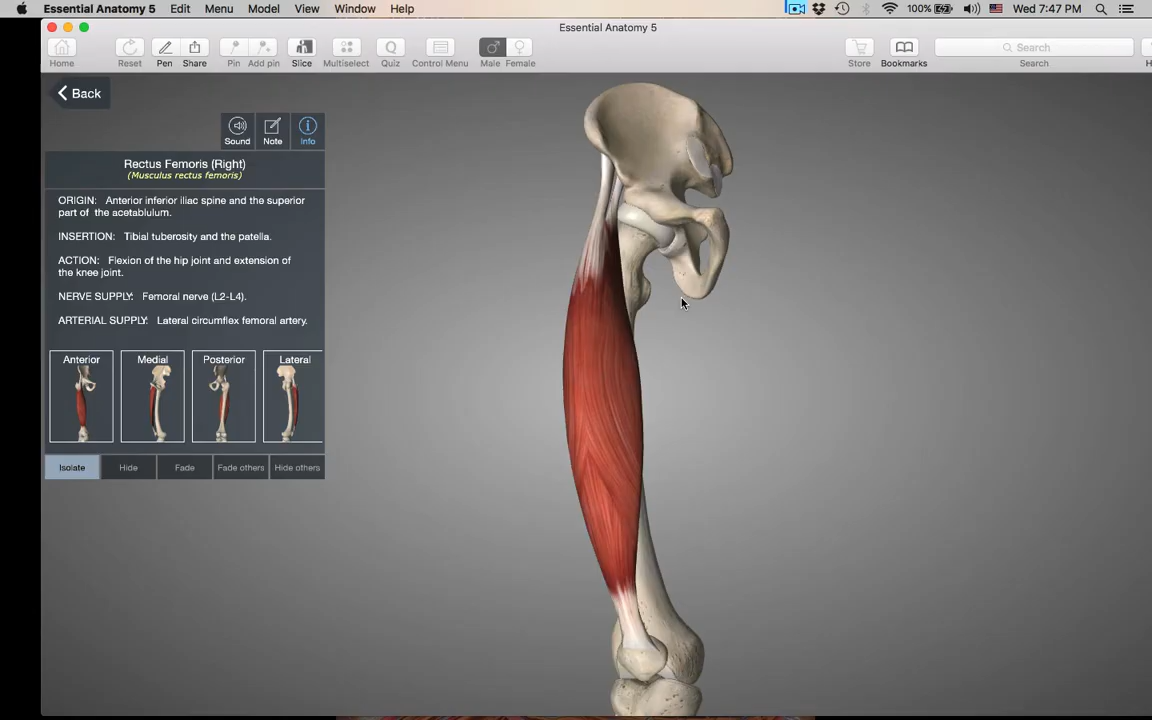 Essential Anatomy 5 Edit Menu Model View Window Help 100% Wed 7:47 PM
Essential Anatomy 5
Home Reset Pen Share Pin Add pin Slice Multiselect Q Quiz Control Menu Male Female Store Bookmarks Search
Search
Back
Sound Note Info
Rectus Femoris (Right)
(Musculus rectus femoris)
ORIGIN: Anterior inferior iliac spine and the superior
part of the acetablulum.
INSERTION: Tibial tuberosity and the patella.
ACTION: Flexion of the hip joint and extension of
the knee joint.
NERVE SUPPLY: Femoral nerve (L2-L4).
ARTERIAL SUPPLY: Lateral circumflex femoral artery.
Anterior Medial Posterior Lateral
Isolate Hide Fade Fade others Hide others